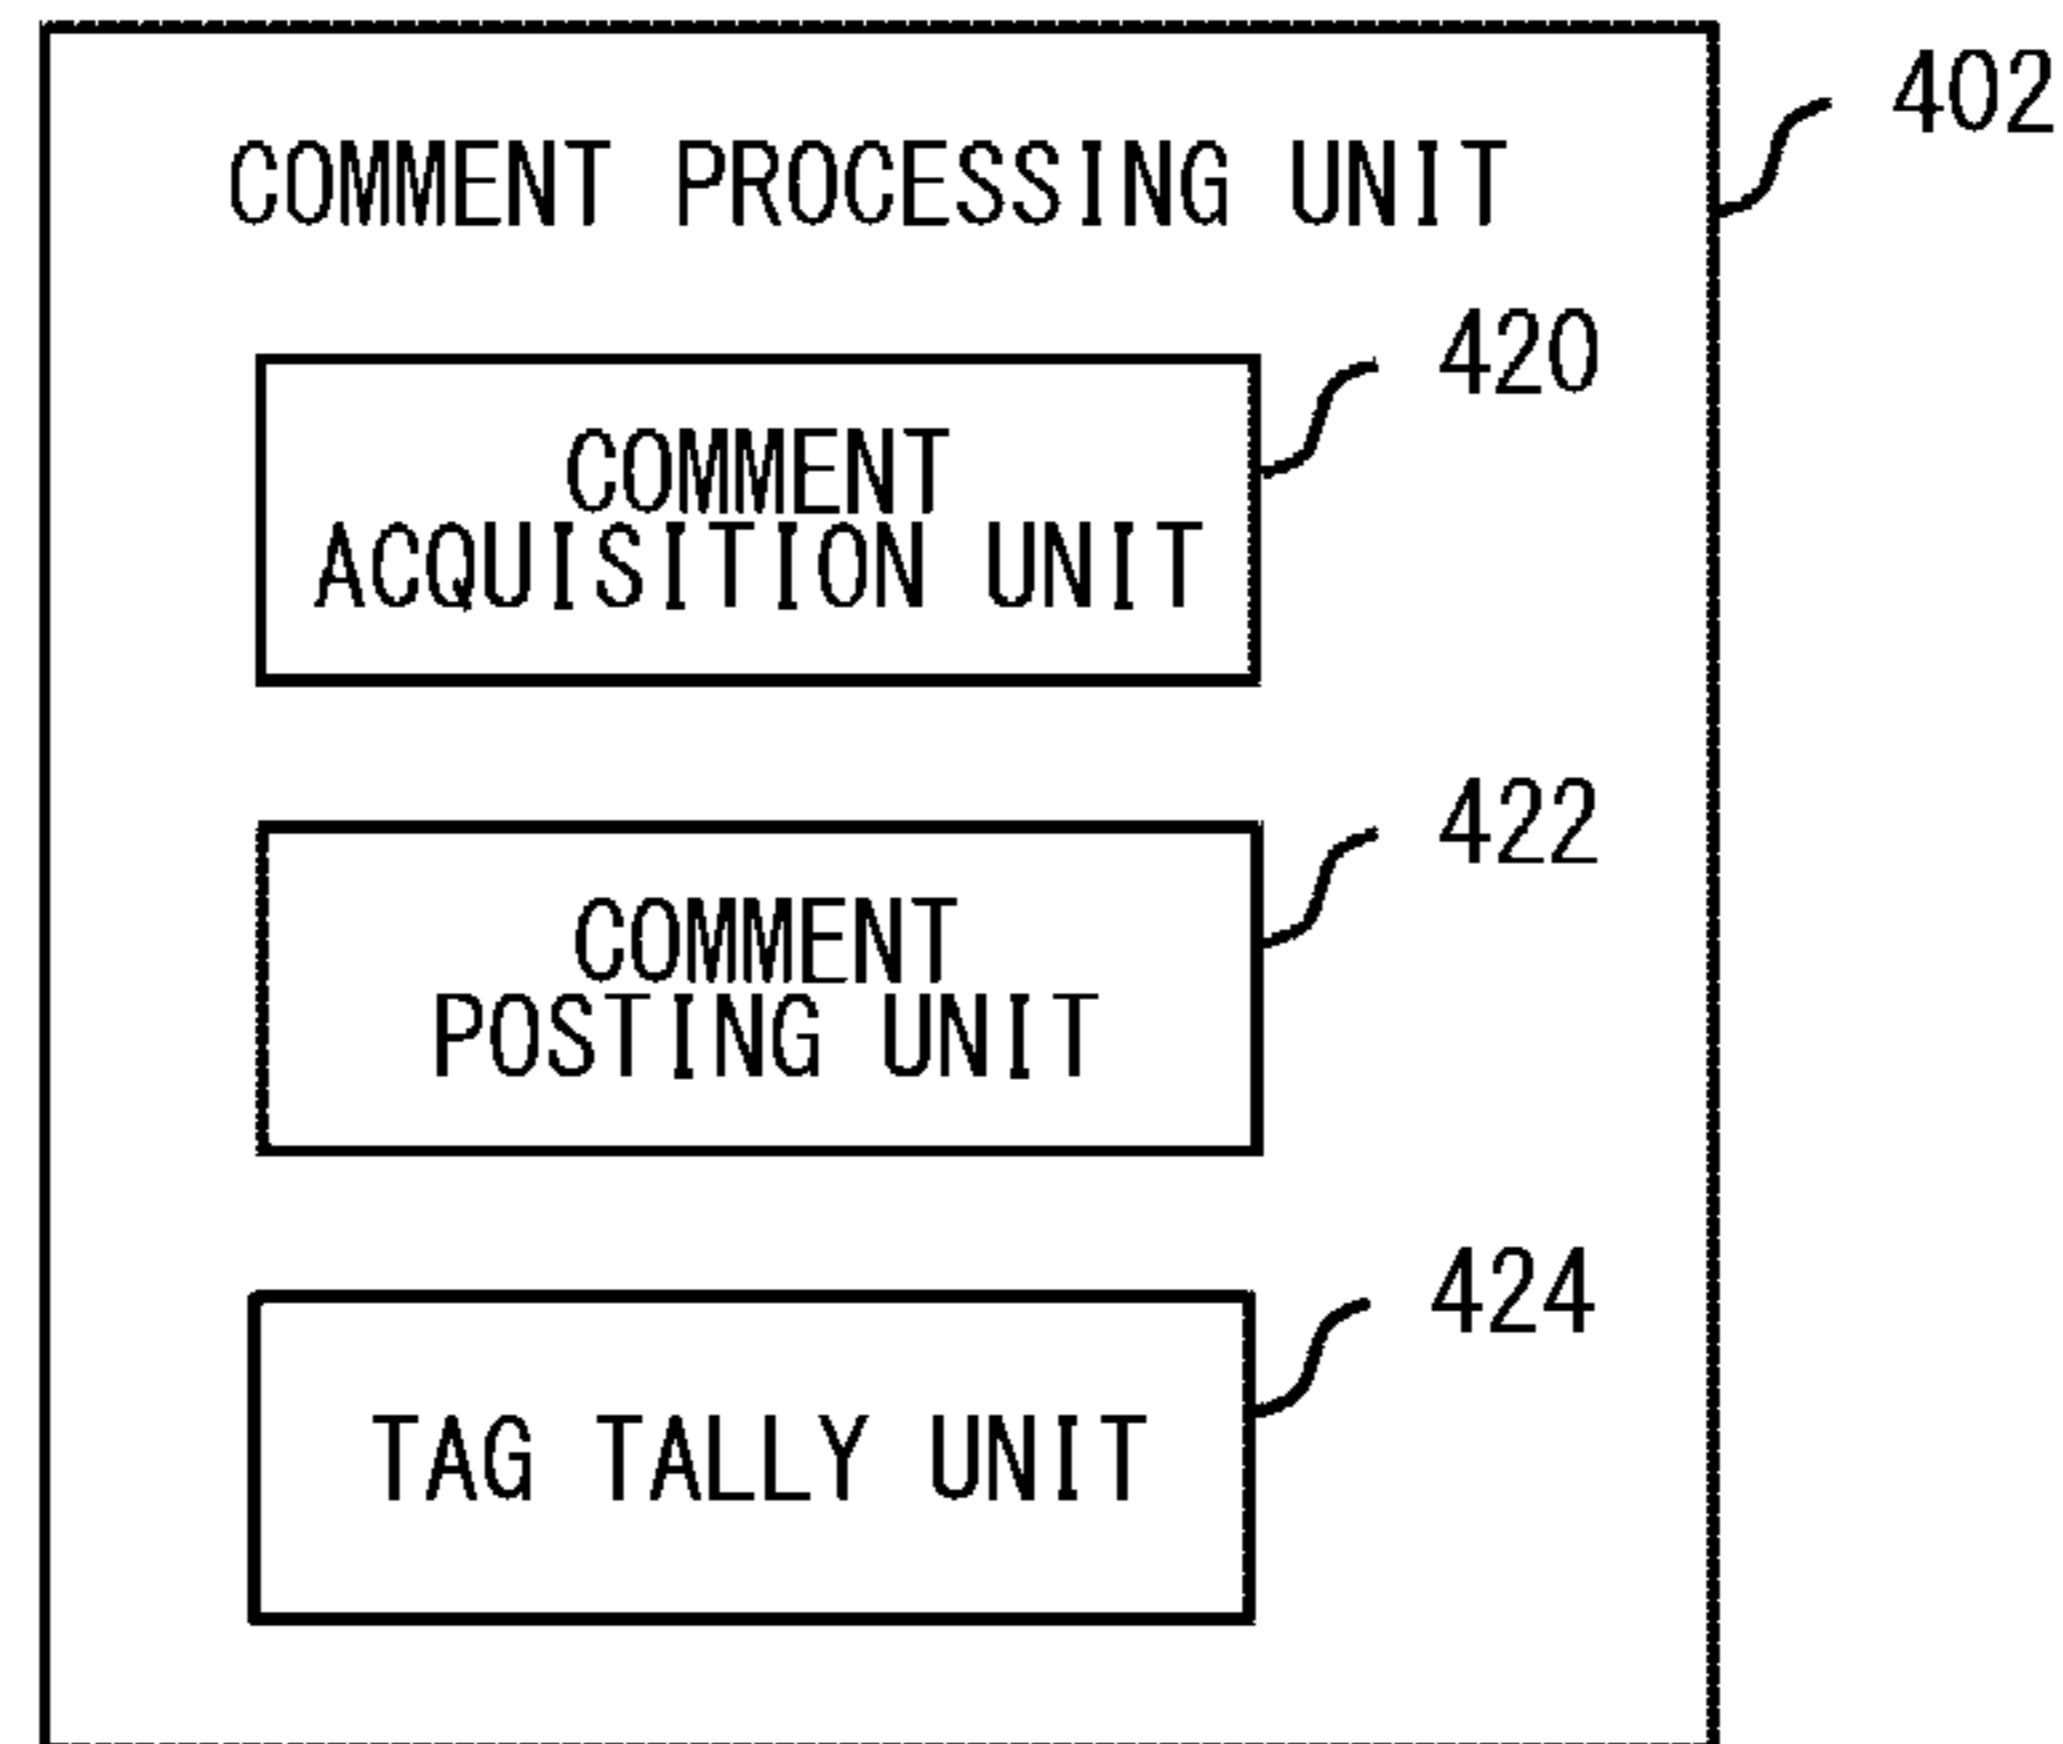 402
COMMENT PROCESSING UNIT
420
COMMENT
ACQUISITION UNIT
422
COMMENT
POSTING UNIT
424
TAG TALLY UNIT